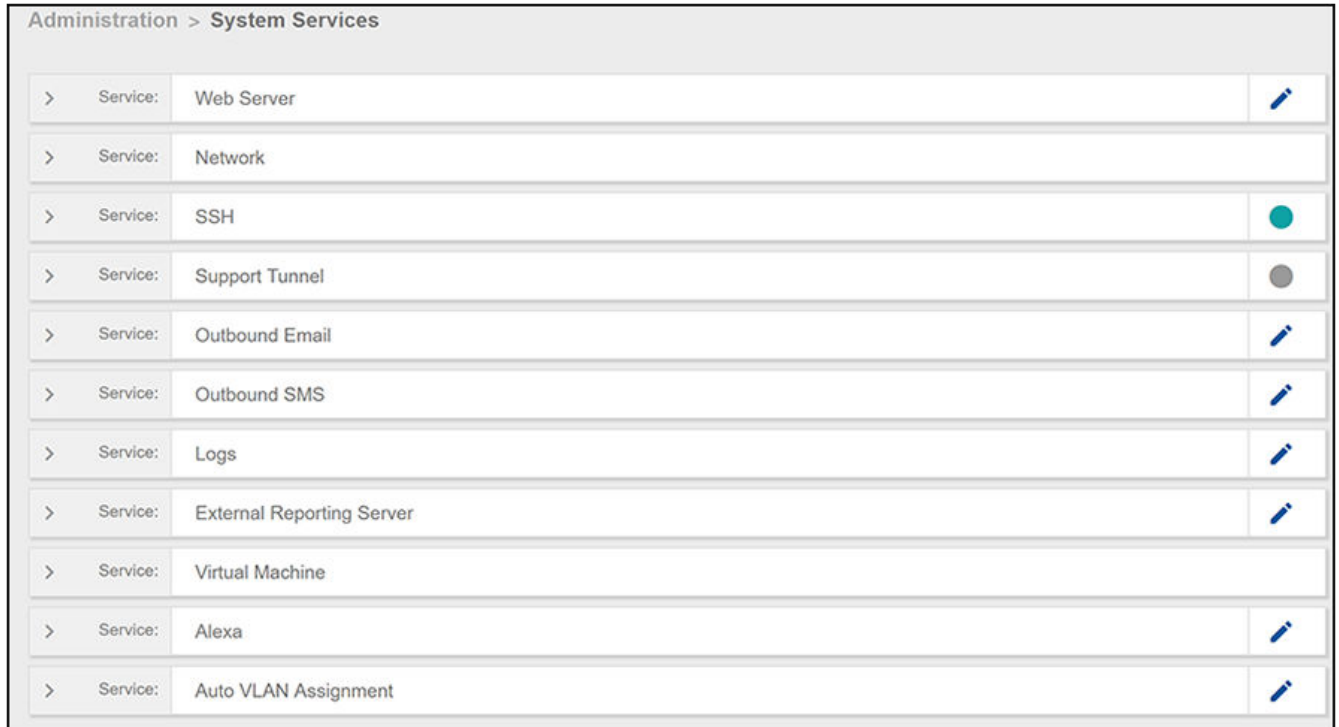 Administration > System Services
Service: Web Server
Service: Network
Service: SSH
Service: Support Tunnel
Service: Outbound Email
Service: Outbound SMS
Service: Logs
Service: External Reporting Server
Service: Virtual Machine
Service: Alexa
Service: Auto VLAN Assignment